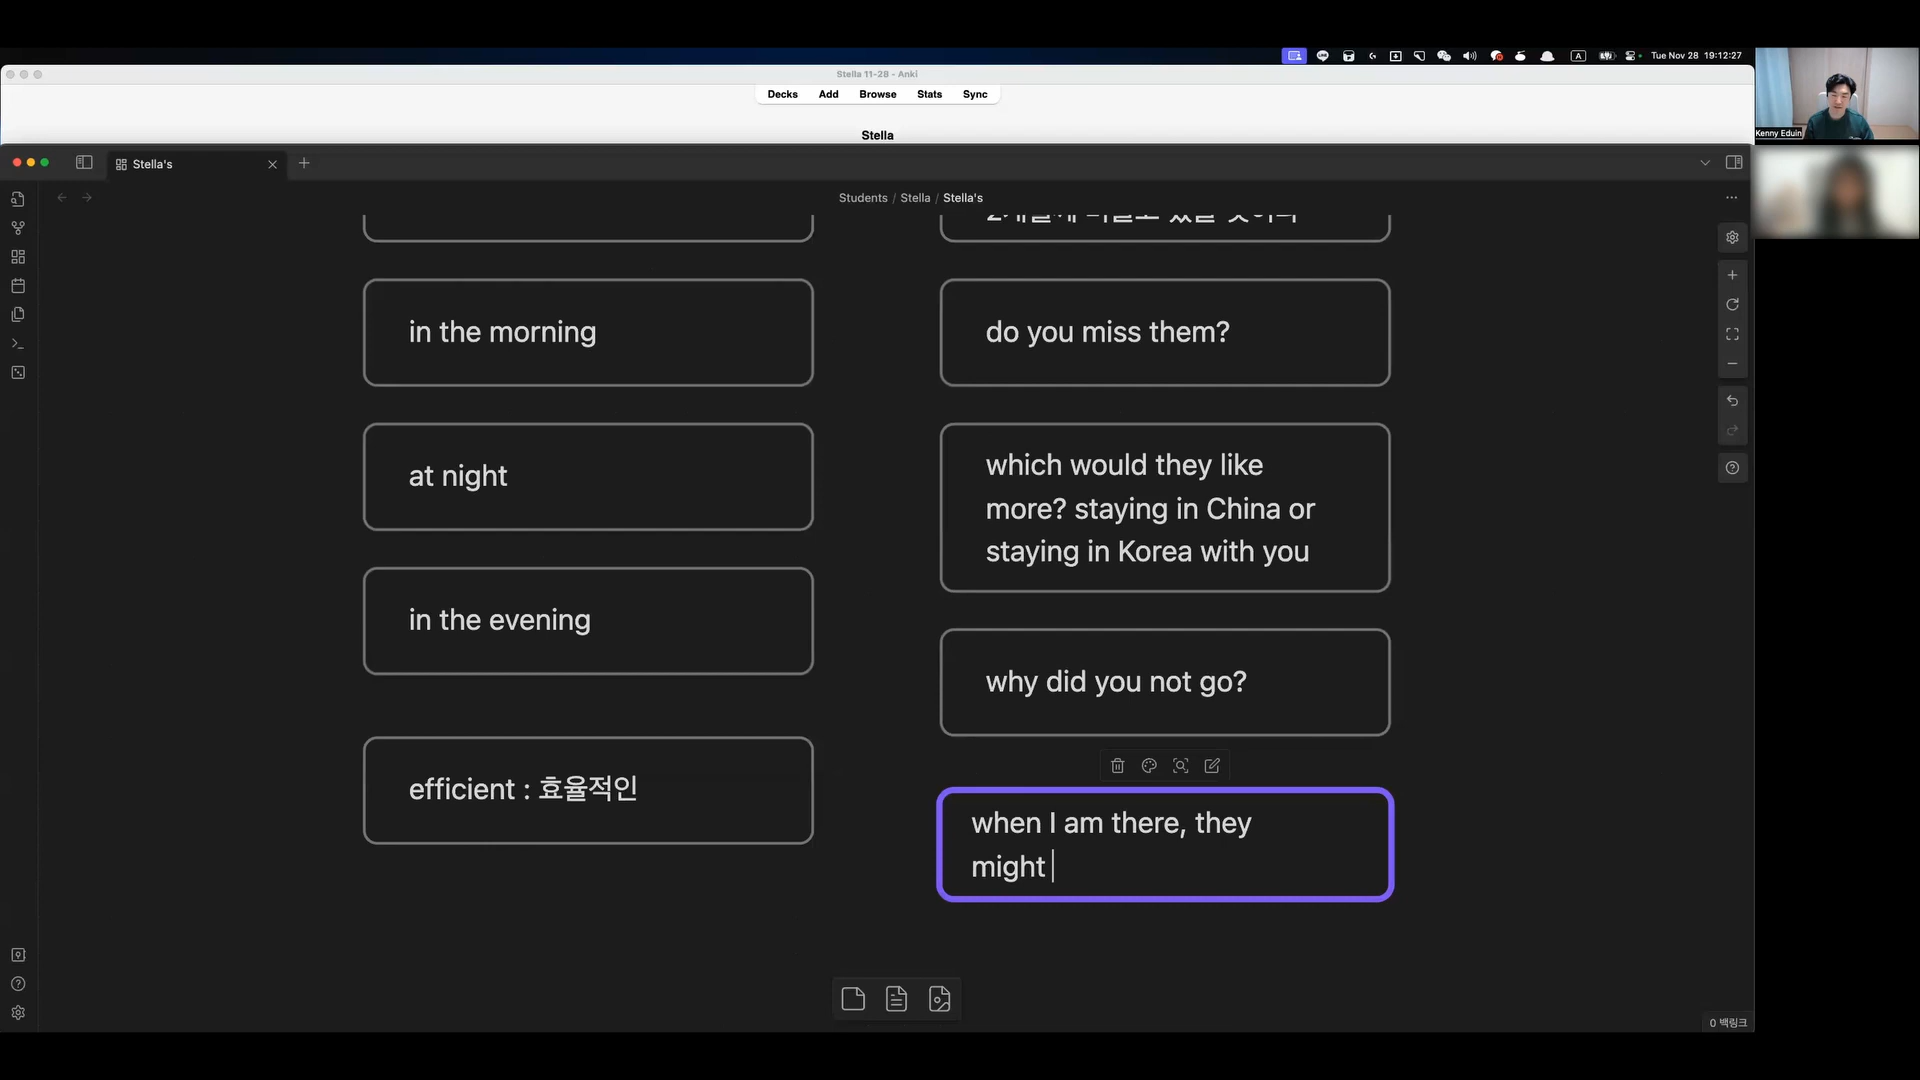 Tue Nov 28 19:12:27
Stella 11-28 - Anki
Decks Add Browse Stats Sync
Stella
Kenny Eduin
Stella's
Students / Stella / Stella's
in the morning
at night
in the evening
efficient : 효율적인
do you miss them?
which would they like
more? staying in China or
staying in Korea with you
why did you not go?
when I am there, they
might
0 백링크